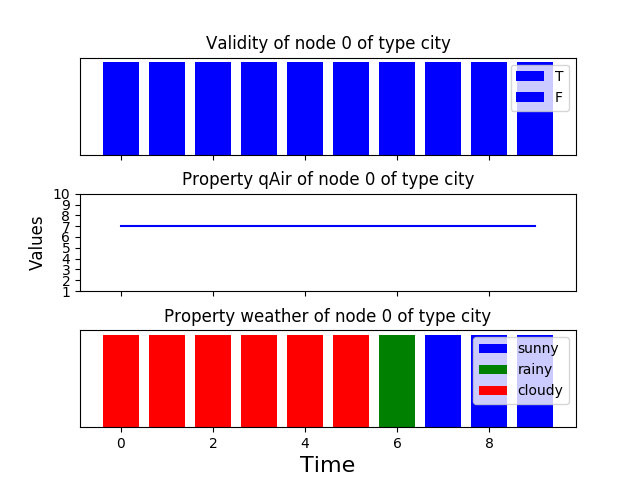 Validity of node 0 of type city
T
F
Property qAir of node 0 of type city
Values
10
9
8
7
6
5
4
3
2
1
Property weather of node 0 of type city
sunny
rainy
cloudy
0 2 4 6 8
Time